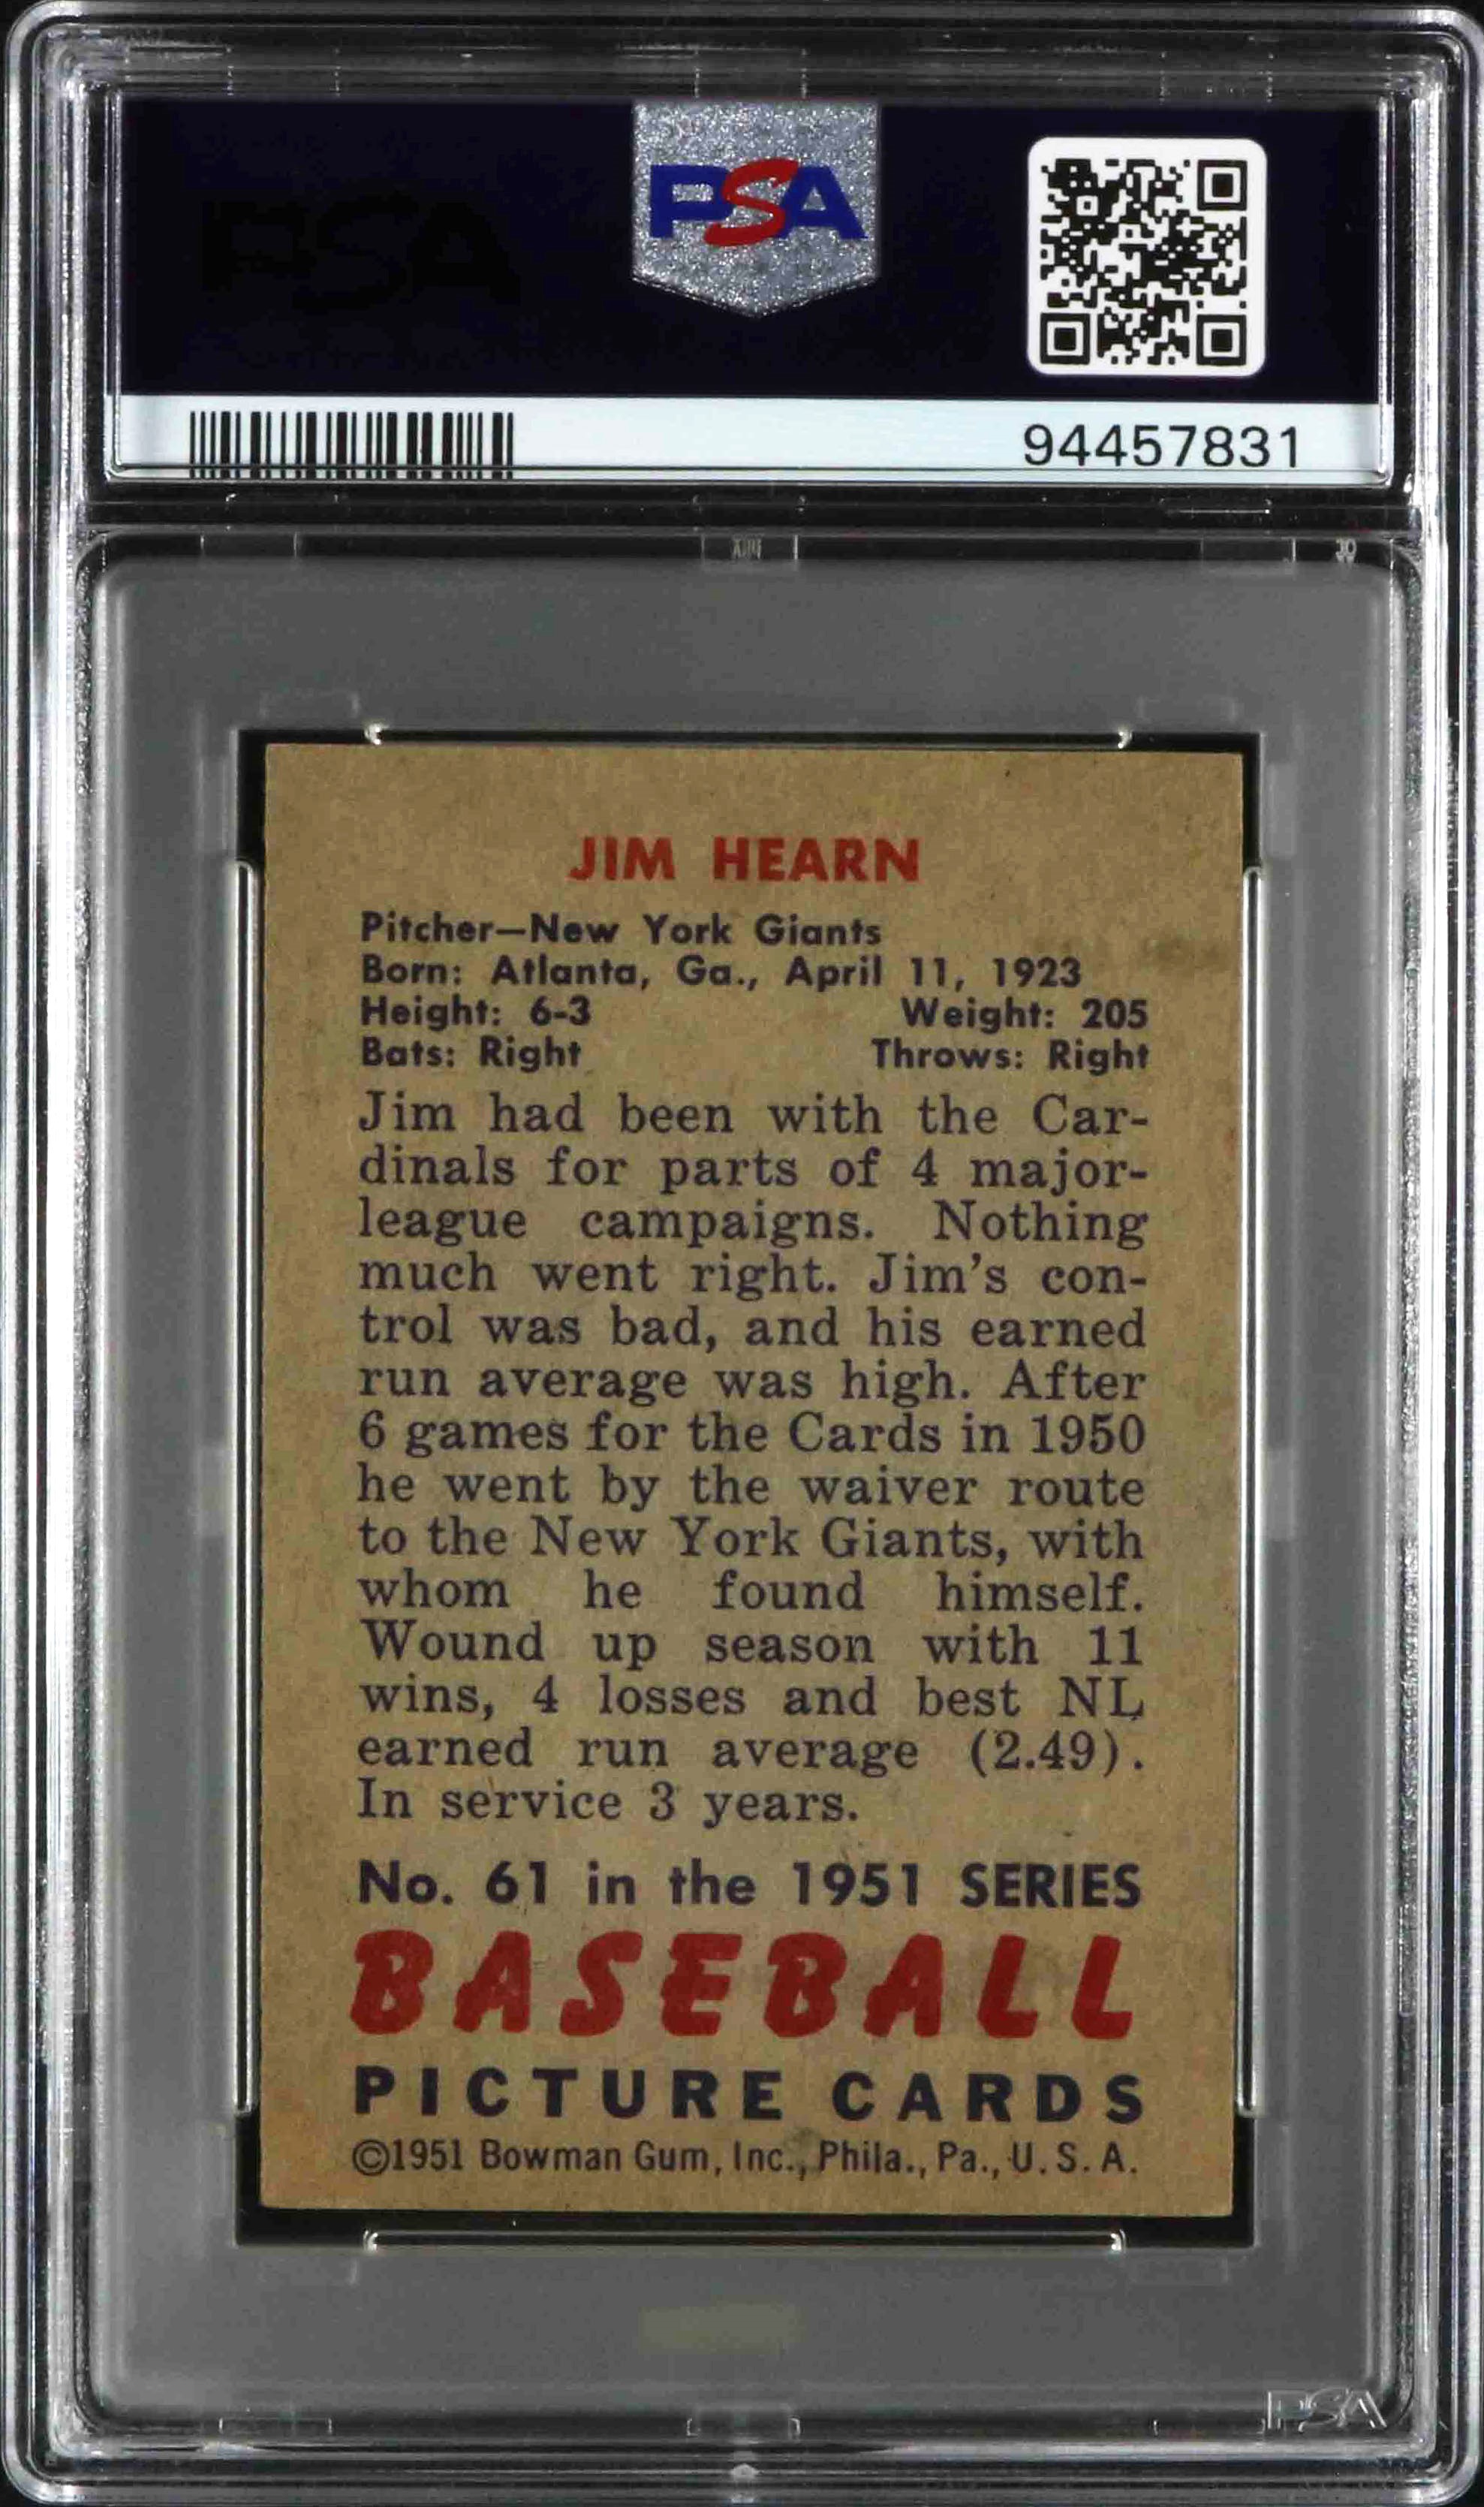 PSA
94457831
JIM HEARN
Pitcher—New York Giants
Born: Atlanta, Ga., April 11, 1923
Height: 6-3 Weight: 205
Bats: Right Throws: Right
Jim had been with the Car-
dinals for parts of 4 major-
league campaigns. Nothing
much went right. Jim's con-
trol was bad, and his earned
run average was high. After
6 games for the Cards in 1950
he went by the waiver route
to the New York Giants, with
whom he found himself.
Wound up season with 11
wins, 4 losses and best NL
earned run average (2.49).
In service 3 years.
No. 61 in the 1951 SERIES
BASEBALL
PICTURE CARDS
©1951 Bowman Gum, Inc., Phila., Pa., U.S.A.
PSA